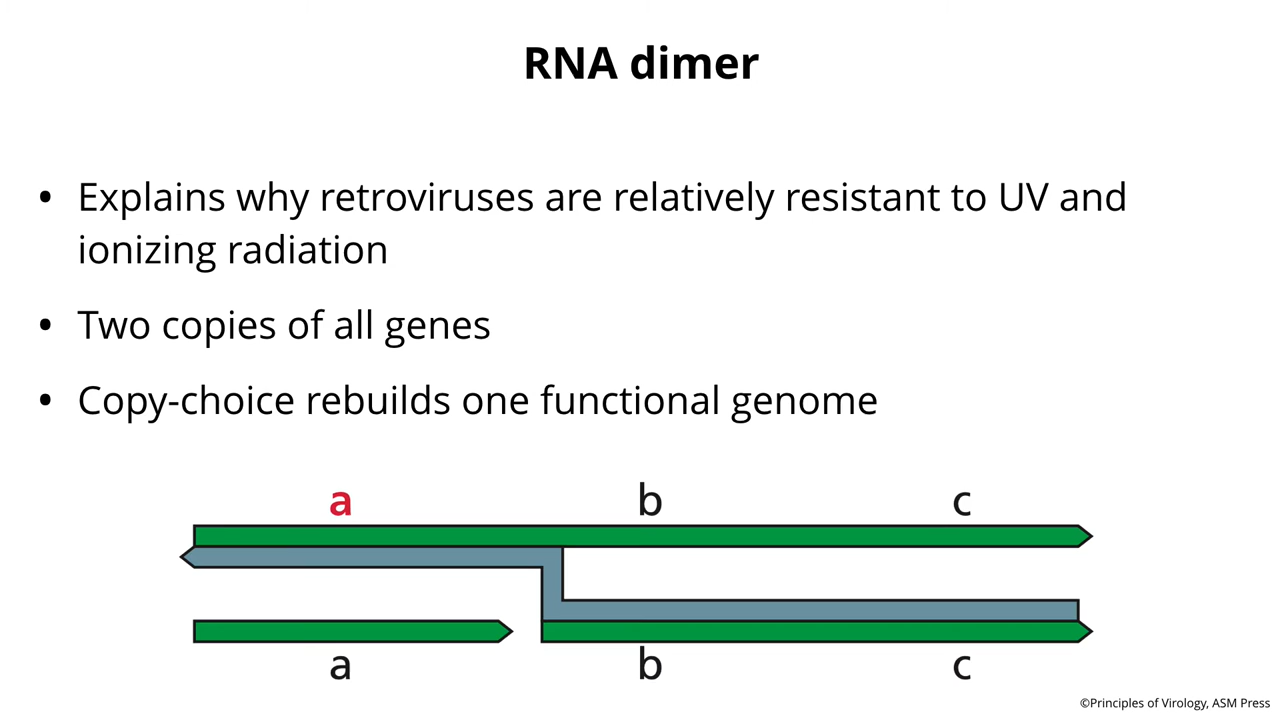 RNA dimer
• Explains why retroviruses are relatively resistant to UV and
ionizing radiation
• Two copies of all genes
• Copy-choice rebuilds one functional genome
a b c
a b c
©Principles of Virology, ASM Press